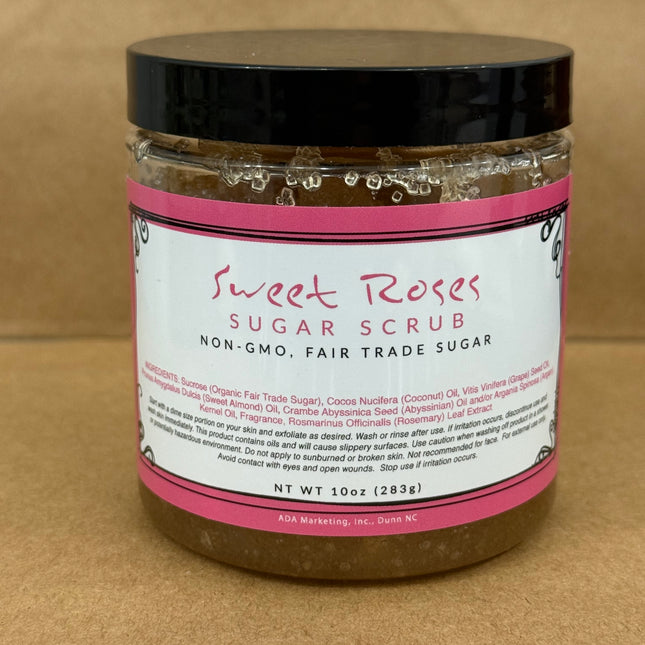 Sweet Roses
SUGAR SCRUB
NON-GMO, FAIR TRADE SUGAR
INGREDIENTS: Sucrose (Organic Fair Trade Sugar), Cocos Nucifera (Coconut) Oil, Vitis Vinifera (Grape) Seed Oil,
Prunus Amygdalus Dulcis (Sweet Almond) Oil, Crambe Abyssinica Seed (Abyssinian) Oil and/or Argania Spinosa (Argan)
Kernel Oil, Fragrance, Rosmarinus Officinalis (Rosemary) Leaf Extract
Start with a dime size portion on your skin and exfoliate as desired. Wash or rinse after use. If irritation occurs, discontinue use and
wash skin immediately. This product contains oils and will cause slippery surfaces. Use caution when washing off product in a shower,
or potentially hazardous environment. Do not apply to sunburned or broken skin. Not recommended for face. For external use only.
Avoid contact with eyes and open wounds. Stop use if irritation occurs.
NT WT 10oz (283g)
ADA Marketing, Inc., Dunn NC